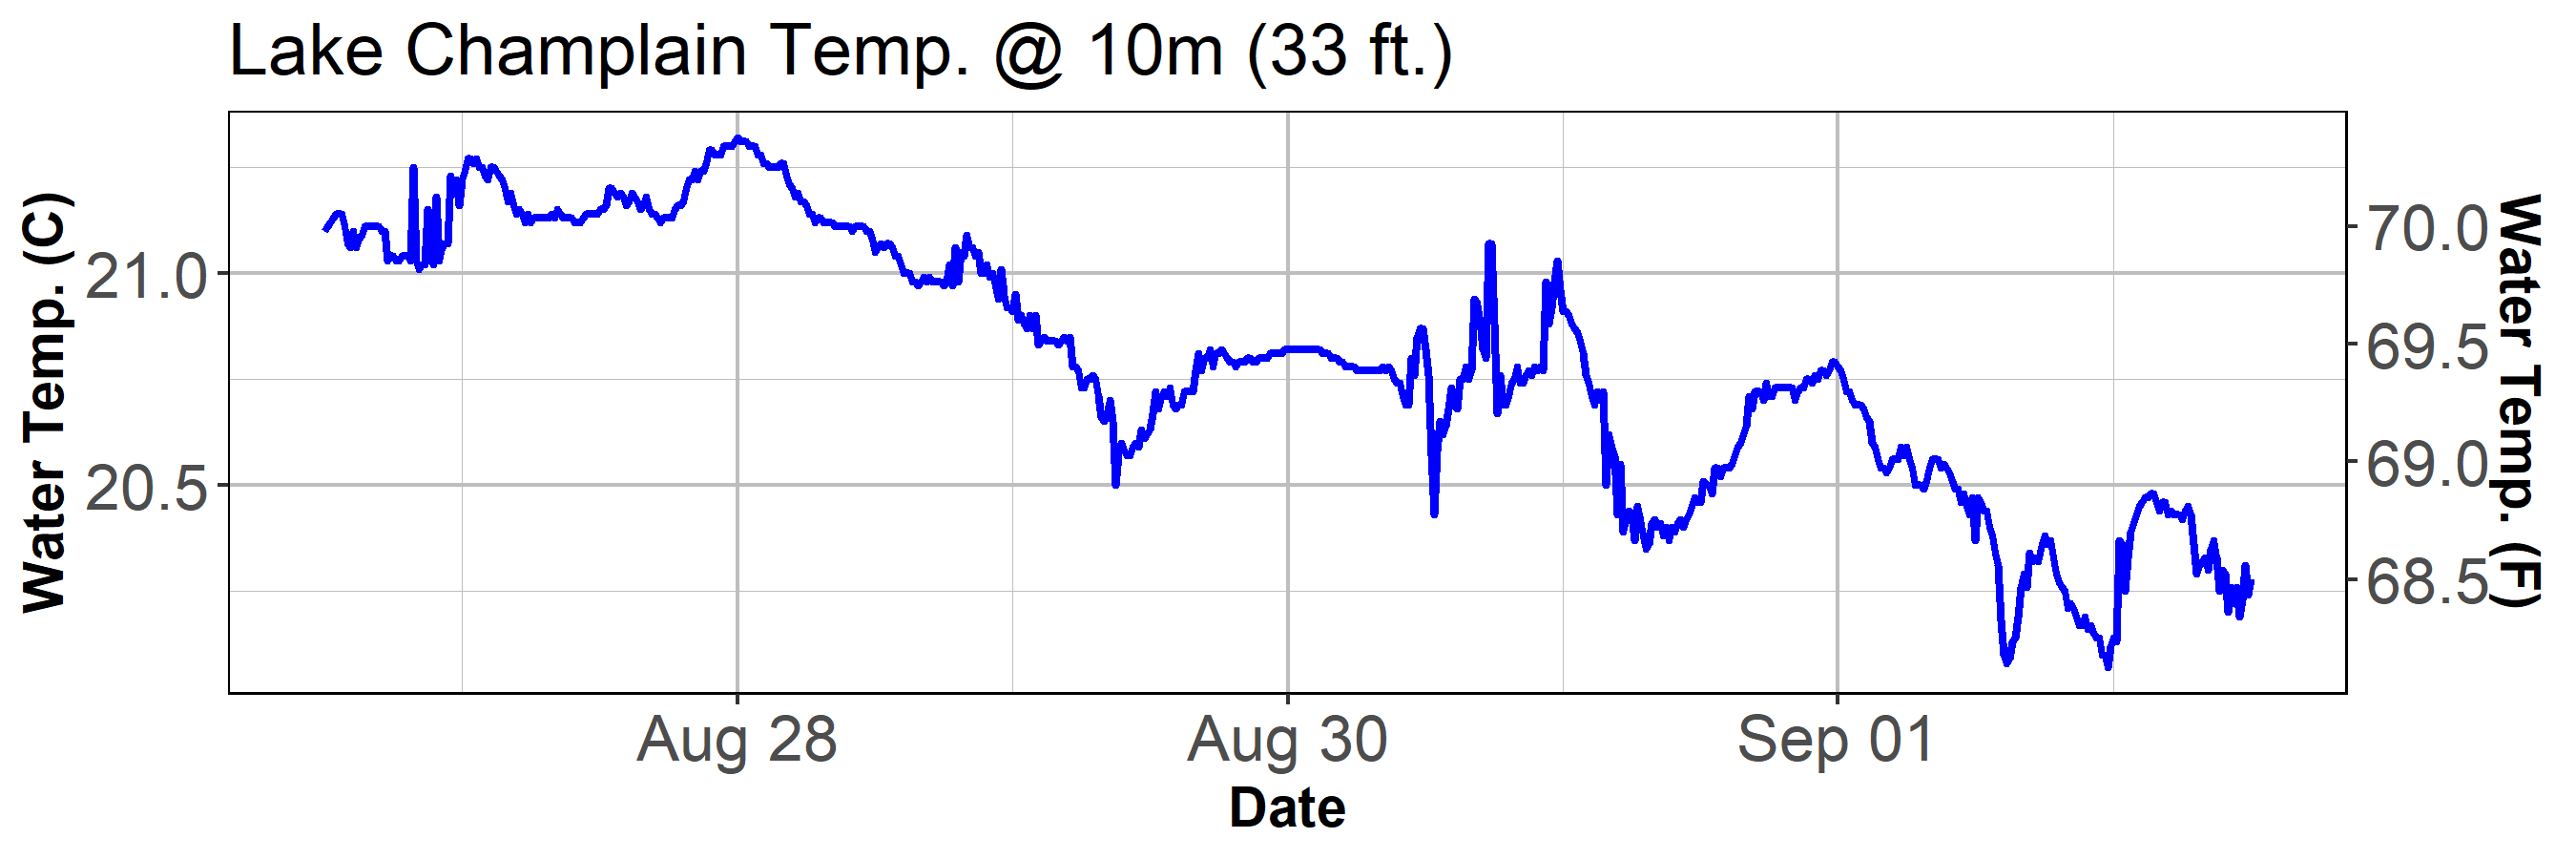 Lake Champlain Temp. @ 10m (33 ft.)
Water Temp. (C)
21.0
20.5
70.0
69.5
69.0
68.5
Water Temp. (F)
Aug 28
Aug 30
Sep 01
Date